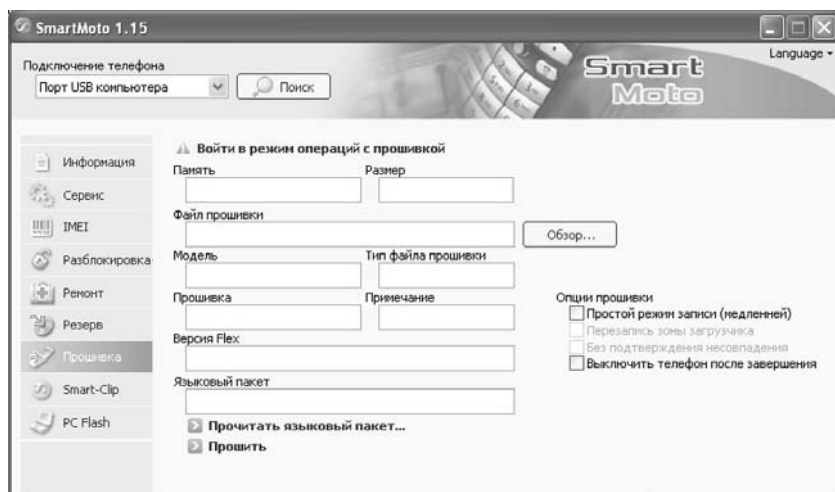 SmartMoto 1.15
Подключение телефона
Language
Порт USB компьютера
Поиск
Smart
Moto
Информация
Сервис
IMEI
Разблокировка
Ремонт
Резерв
Прошивка
Smart-Clip
PC Flash
Войти в режим операций с прошивкой
Память Размер
Файл прошивки
Обзор...
Модель Тип файла прошивки
Прошивка Примечание
Версия Flex
Языковый пакет
Прочитать языковый пакет...
Прошить
Опции прошивки
Простой режим записи (медленней)
Перезапись зоны загрузчика
Без подтверждения несовпадения
Выключить телефон после завершения